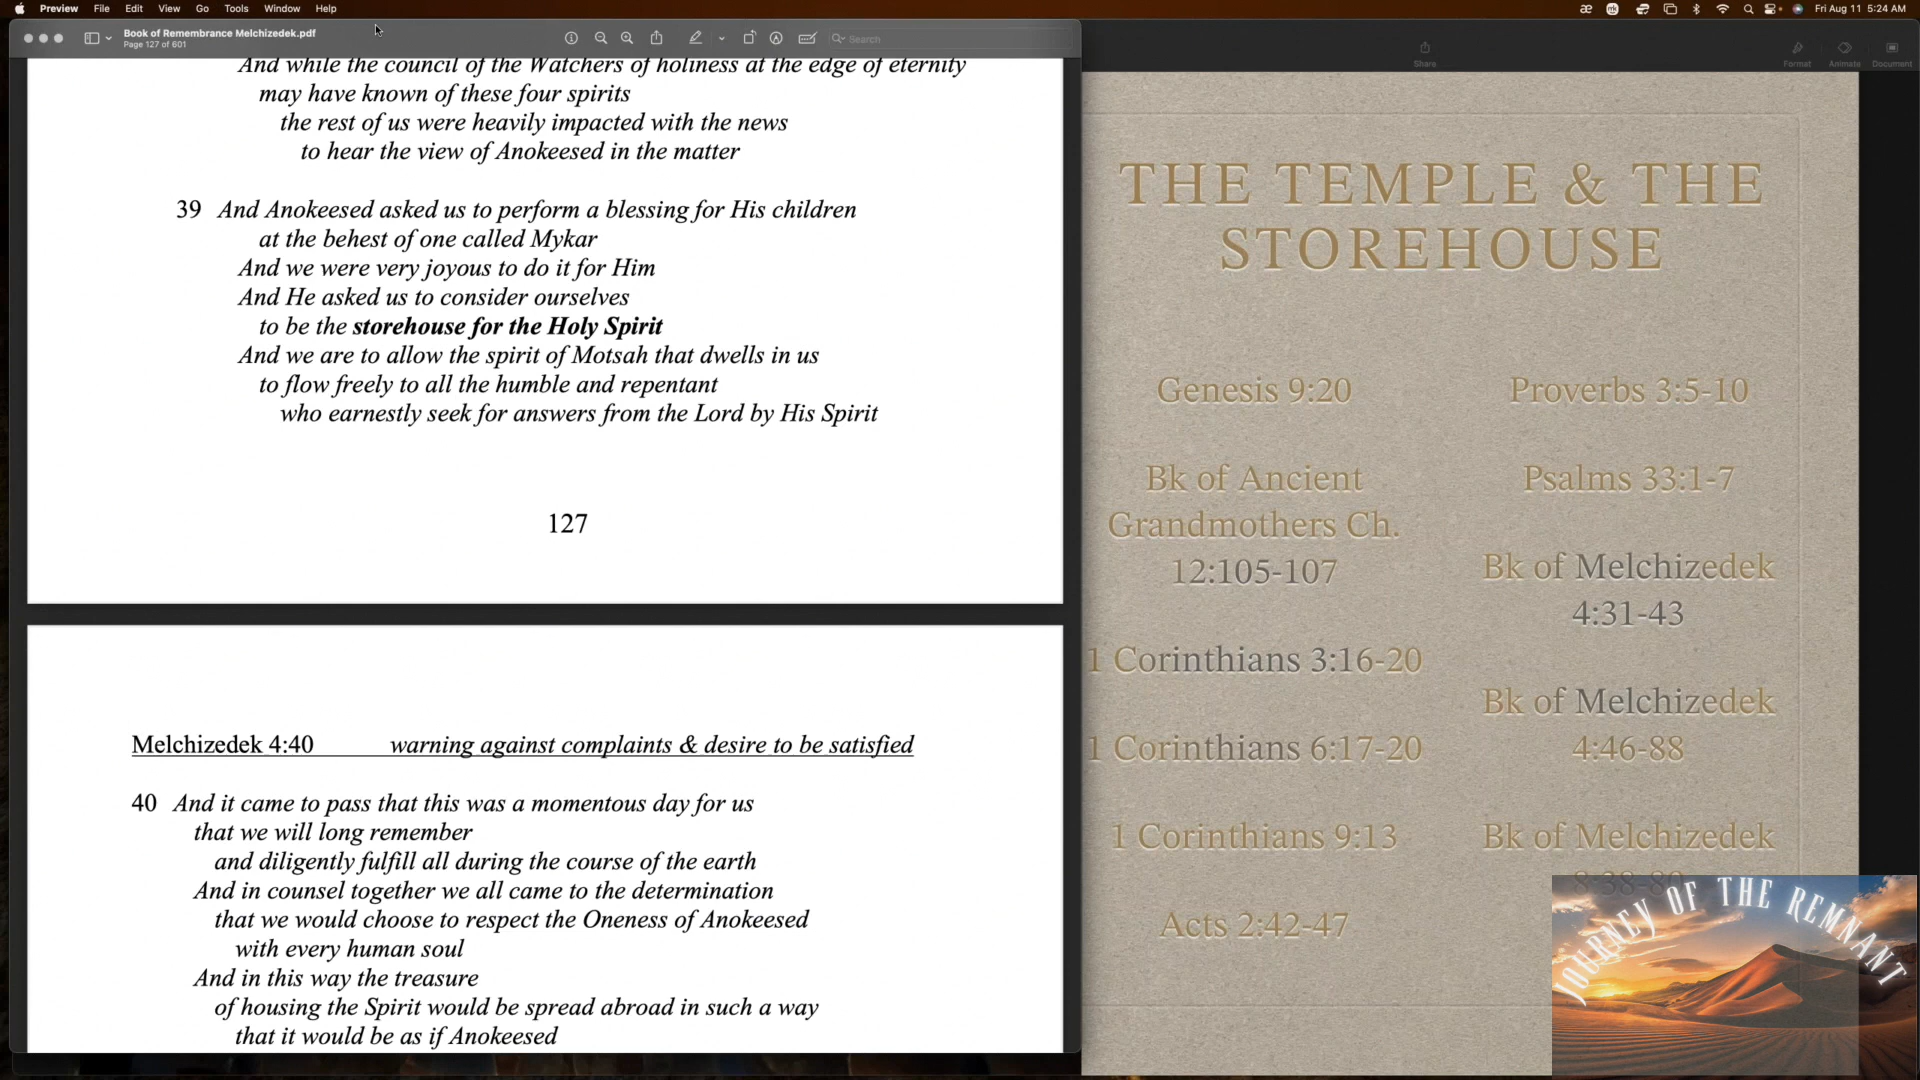 Preview File Edit View Go Tools Window Help
Fri Aug 11 5:24 AM
Book of Remembrance Melchizedek.pdf
Page 127 of 601
Search
And while the council of the Watchers of holiness at the edge of eternity
may have known of these four spirits
the rest of us were heavily impacted with the news
to hear the view of Anokeesed in the matter
39 And Anokeesed asked us to perform a blessing for His children
at the behest of one called Mykar
And we were very joyous to do it for Him
And He asked us to consider ourselves
to be the storehouse for the Holy Spirit
And we are to allow the spirit of Motsah that dwells in us
to flow freely to all the humble and repentant
who earnestly seek for answers from the Lord by His Spirit
127
Melchizedek 4:40 warning against complaints & desire to be satisfied
40 And it came to pass that this was a momentous day for us
that we will long remember
and diligently fulfill all during the course of the earth
And in counsel together we all came to the determination
that we would choose to respect the Oneness of Anokeesed
with every human soul
And in this way the treasure
of housing the Spirit would be spread abroad in such a way
that it would be as if Anokeesed
Share
Format Animate Document
THE TEMPLE & THE
STOREHOUSE
Genesis 9:20
Bk of Ancient
Grandmothers Ch.
12:105-107
1 Corinthians 3:16-20
1 Corinthians 6:17-20
1 Corinthians 9:13
Acts 2:42-47
Proverbs 3:5-10
Psalms 33:1-7
Bk of Melchizedek
4:31-43
Bk of Melchizedek
4:46-88
Bk of Melchizedek
8:38-80
JOURNEY OF THE REMNANT